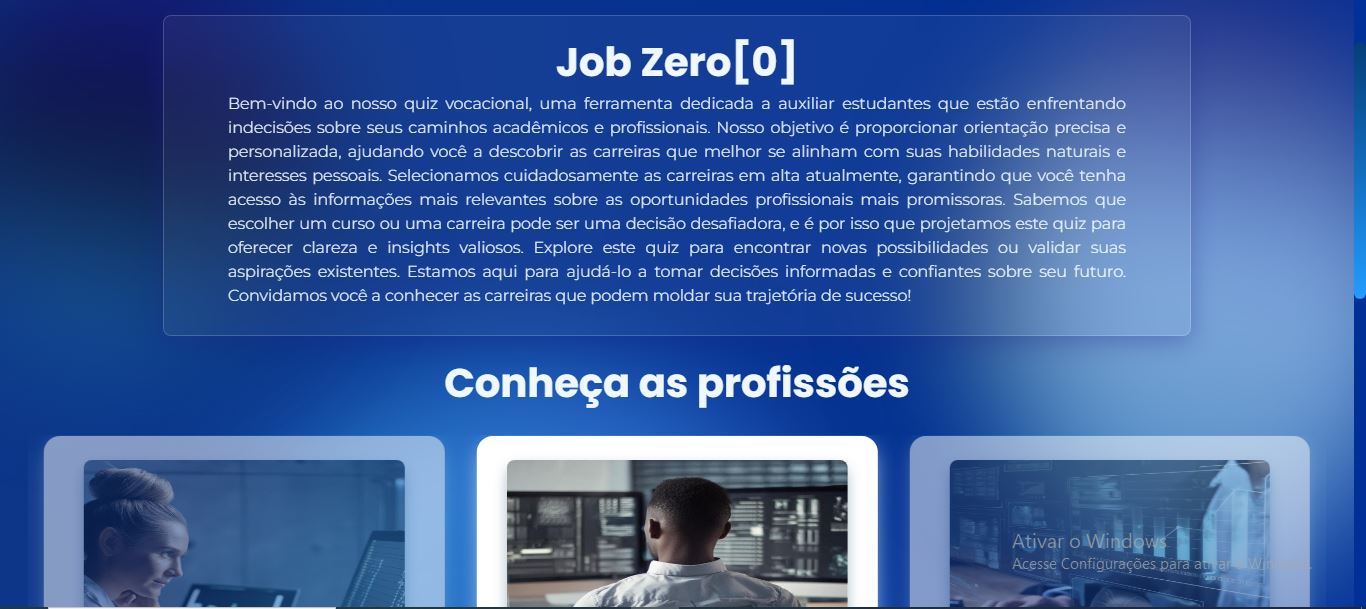 Job Zero[0]
Bem-vindo ao nosso quiz vocacional, uma ferramenta dedicada a auxiliar estudantes que estão enfrentando
indecisões sobre seus caminhos acadêmicos e profissionais. Nosso objetivo é proporcionar orientação precisa e
personalizada, ajudando você a descobrir as carreiras que melhor se alinham com suas habilidades naturais e
interesses pessoais. Selecionamos cuidadosamente as carreiras em alta atualmente, garantindo que você tenha
acesso às informações mais relevantes sobre as oportunidades profissionais mais promissoras. Sabemos que
escolher um curso ou uma carreira pode ser uma decisão desafiadora, e é por isso que projetamos este quiz para
oferecer clareza e insights valiosos. Explore este quiz para encontrar novas possibilidades ou validar suas
aspirações existentes. Estamos aqui para ajudá-lo a tomar decisões informadas e confiantes sobre seu futuro.
Convidamos você a conhecer as carreiras que podem moldar sua trajetória de sucesso!
Conheça as profissões
Ativar o Windows
Acesse Configurações para ativar o Windows.